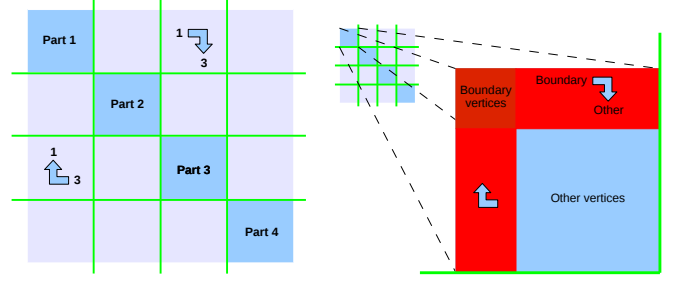 Part 1
1
3
Part 2
1
3
Part 3
Part 4
Boundary
vertices
Boundary
Other
Other vertices